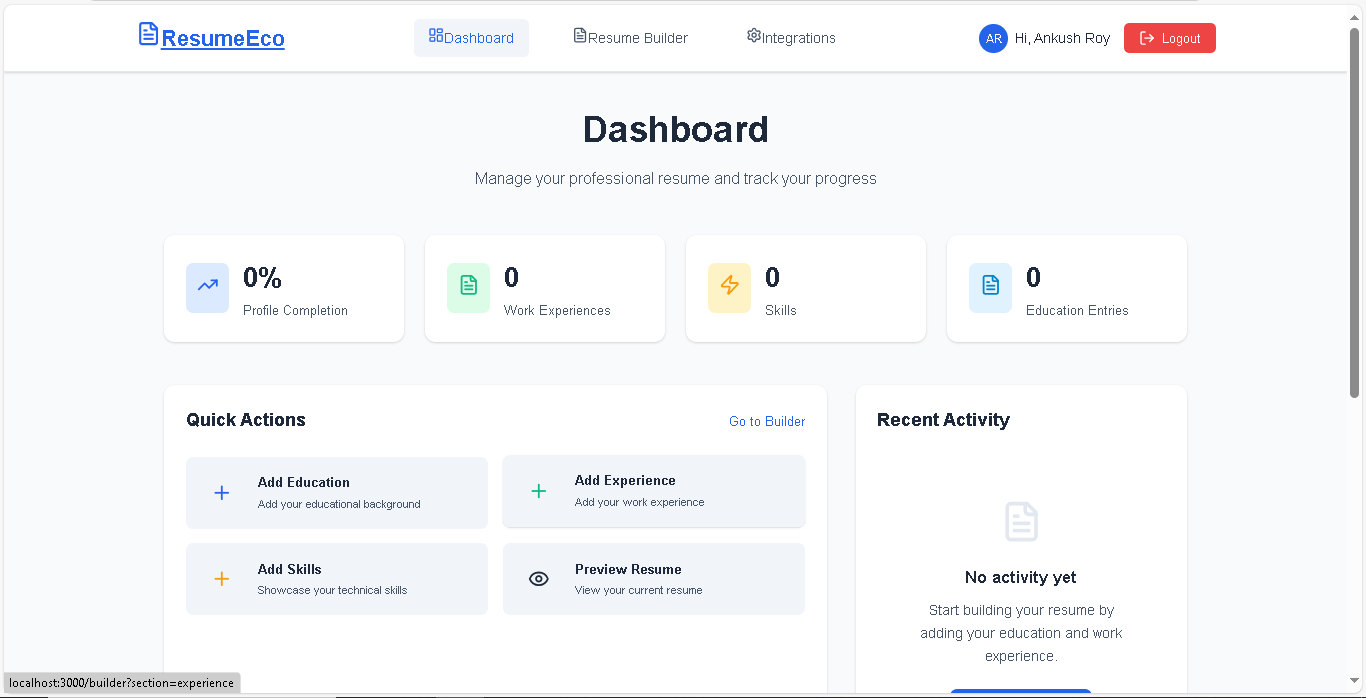 ResumeEco
Dashboard
Resume Builder
Integrations
AR
Hi, Ankush Roy
Logout
Dashboard
Manage your professional resume and track your progress
0%
Profile Completion
0
Work Experiences
0
Skills
0
Education Entries
Quick Actions
Go to Builder
Add Education
Add your educational background
Add Experience
Add your work experience
Add Skills
Showcase your technical skills
Preview Resume
View your current resume
Recent Activity
No activity yet
Start building your resume by
adding your education and work
experience.
localhost:3000/builder?section=experience